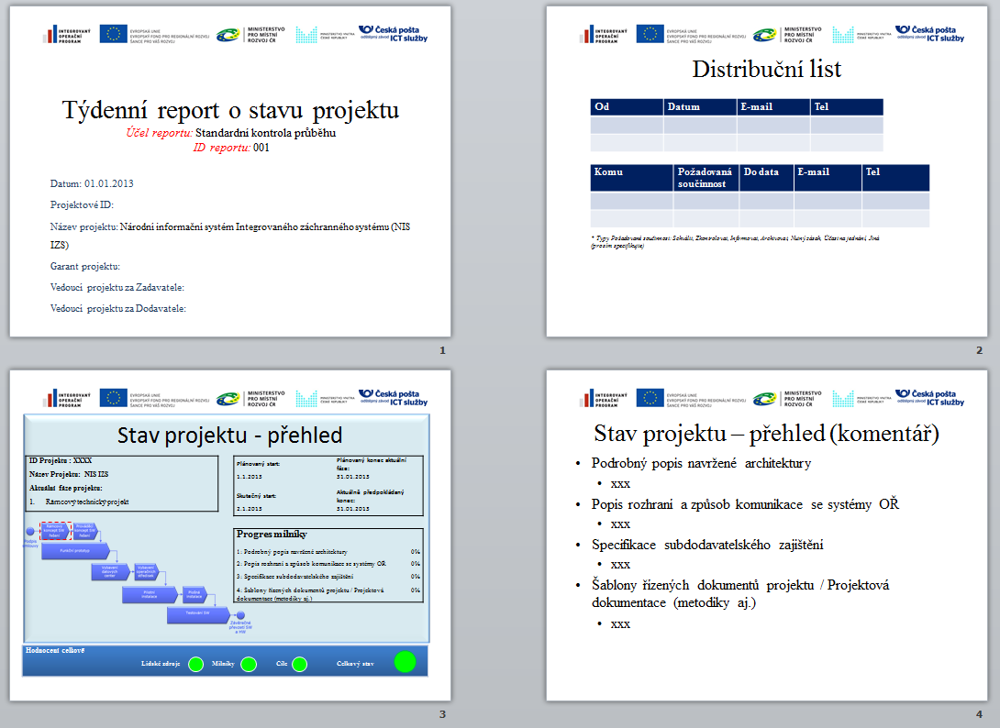 INTEGROVANÝ
OPERAČNÍ
PROGRAM
EVROPSKÁ UNIE
EVROPSKÝ FOND PRO REGIONÁLNÍ ROZVOJ
ŠANCE PRO VÁŠ ROZVOJ
MINISTERSTVO
PRO MÍSTNÍ
ROZVOJ ČR
MINISTERSTVO VNITRA
ČESKÉ REPUBLIKY
Česká pošta
odštěpný závod ICT služby
Týdenní report o stavu projektu
Účel reportu: Standardní kontrola průběhu
ID reportu: 001
Datum: 01.01.2013
Projektové ID:
Název projektu: Národní informační systém Integrovaného záchranného systému (NIS
IZS)
Garant projektu:
Vedoucí projektu za Zadavatele:
Vedoucí projektu za Dodavatele:
1
INTEGROVANÝ
OPERAČNÍ
PROGRAM
EVROPSKÁ UNIE
EVROPSKÝ FOND PRO REGIONÁLNÍ ROZVOJ
ŠANCE PRO VÁŠ ROZVOJ
MINISTERSTVO
PRO MÍSTNÍ
ROZVOJ ČR
MINISTERSTVO VNITRA
ČESKÉ REPUBLIKY
Česká pošta
odštěpný závod ICT služby
Distribuční list
Od Datum E-mail Tel
Komu Požadovaná součinnost Do data E-mail Tel
* Typy Požadované součinnosti: Schválit, Zkontrolovat, Informovat, Archivovat, Nutný zásah, Účast na jednání, Jiná
(prosím specifikujte)
2
INTEGROVANÝ
OPERAČNÍ
PROGRAM
EVROPSKÁ UNIE
EVROPSKÝ FOND PRO REGIONÁLNÍ ROZVOJ
ŠANCE PRO VÁŠ ROZVOJ
MINISTERSTVO
PRO MÍSTNÍ
ROZVOJ ČR
MINISTERSTVO VNITRA
ČESKÉ REPUBLIKY
Česká pošta
odštěpný závod ICT služby
Stav projektu - přehled
ID Projektu : XXXX
Název Projektu: NIS IZS
Aktuální fáze projektu:
1. Rámcový technický projekt
Plánovaný start:
1.1.2013
Plánovaný konec aktuální
fáze:
31.01.2013
Skutečný start:
2.1.2013
Aktuálně předpokládaný
konec:
31.01.2013
Podpis
smlouvy
Funkční prototyp
Vybavení
datových
center
Vybavení
operačních
středisek
Pilotní
instalace
Plošná
instalace
Testování SW
Závěrečné
převzetí SW
a HW
Progres milníky
1: Podrobný popis navržené architektury 0%
2: Popis rozhraní a způsob komunikace se systémy OŘ 0%
3: Specifikace subdodavatelského zajištění 0%
4: Šablony řízených dokumentů projektu / Projektová 0%
dokumentace (metodiky aj.)
Hodnocení celkově
Lidské zdroje Milníky Cíle Celkový stav
3
INTEGROVANÝ
OPERAČNÍ
PROGRAM
EVROPSKÁ UNIE
EVROPSKÝ FOND PRO REGIONÁLNÍ ROZVOJ
ŠANCE PRO VÁŠ ROZVOJ
MINISTERSTVO
PRO MÍSTNÍ
ROZVOJ ČR
MINISTERSTVO VNITRA
ČESKÉ REPUBLIKY
Česká pošta
odštěpný závod ICT služby
Stav projektu – přehled (komentář)
• Podrobný popis navržené architektury
• xxx
• Popis rozhraní a způsob komunikace se systémy OŘ
• xxx
• Specifikace subdodavatelského zajištění
• xxx
• Šablony řízených dokumentů projektu / Projektová
dokumentace (metodiky aj.)
• xxx
4